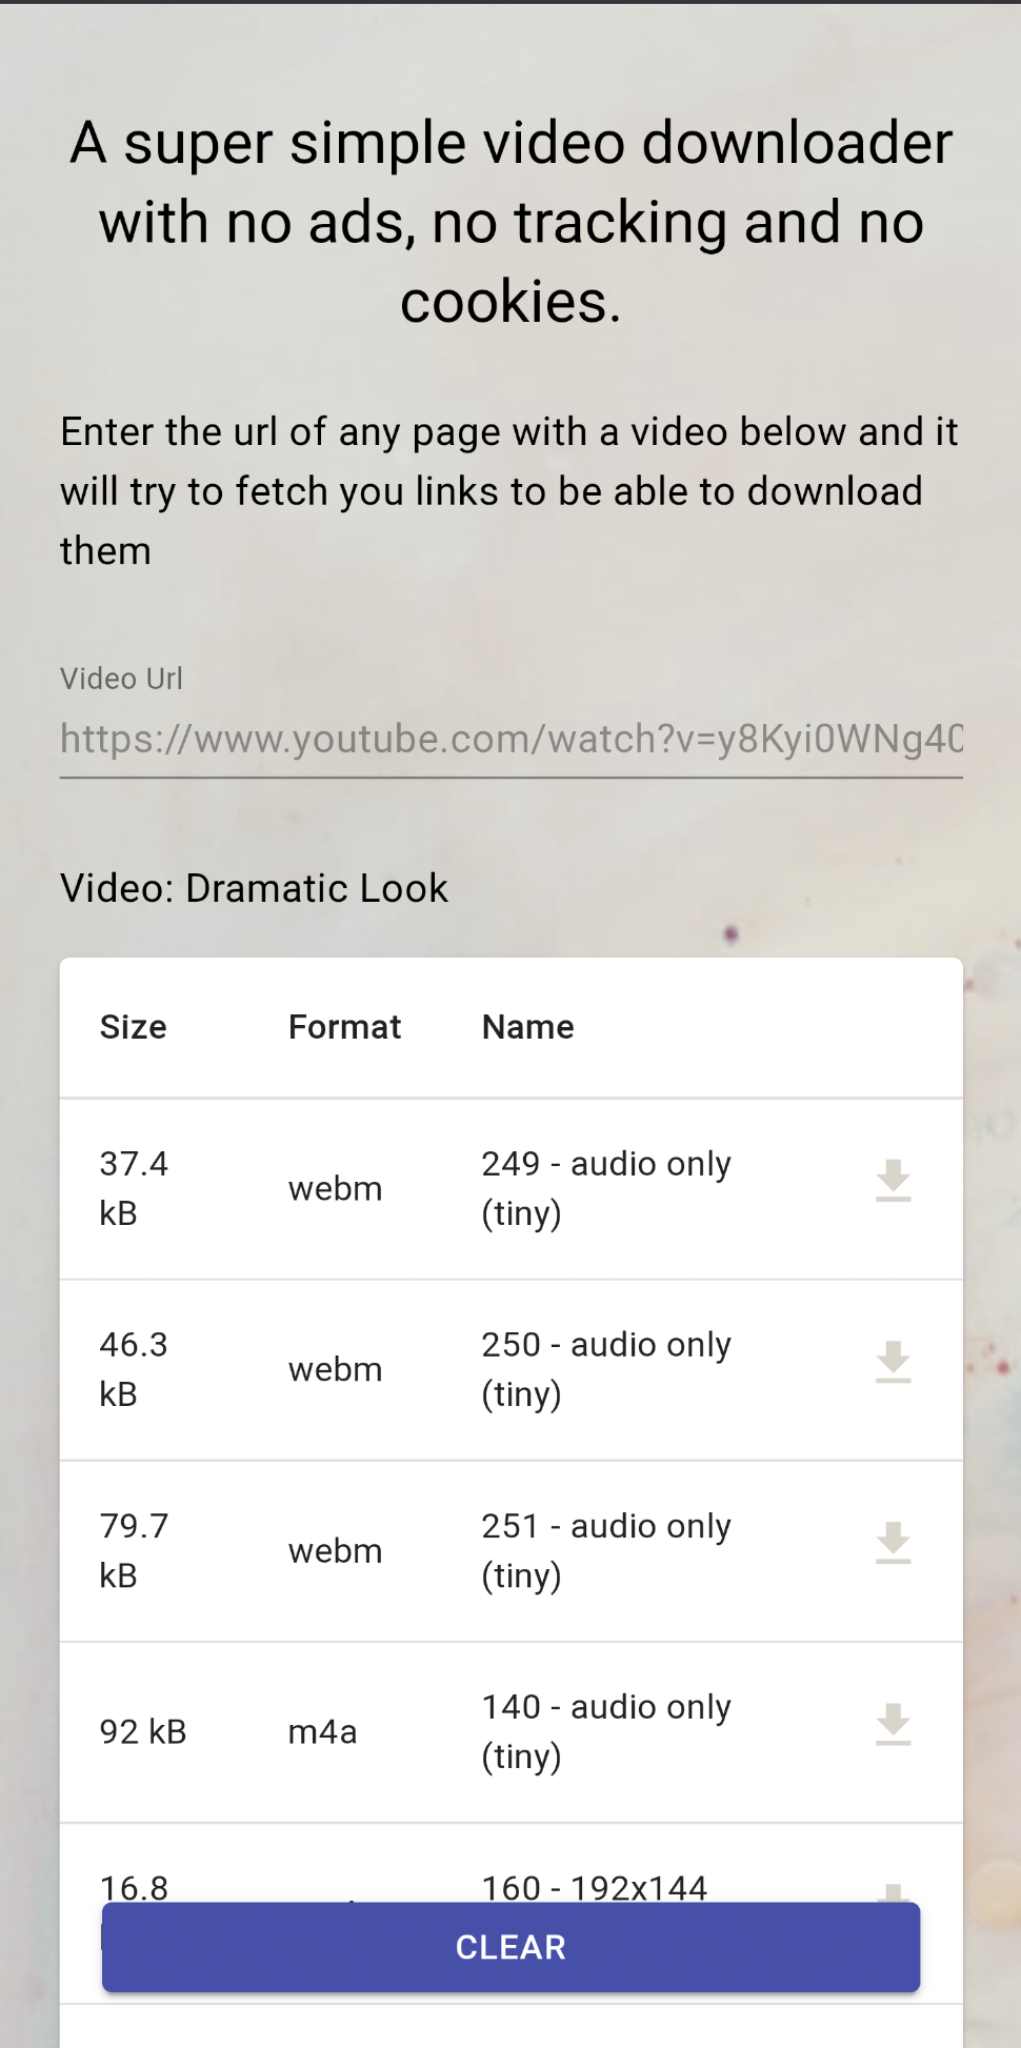 A super simple video downloader
with no ads, no tracking and no
cookies.
Enter the url of any page with a video below and it
will try to fetch you links to be able to download
them
Video Url
https://www.youtube.com/watch?v=y8Kyi0WNg40
Video: Dramatic Look
Size Format Name
37.4 kB webm 249 - audio only (tiny)
46.3 kB webm 250 - audio only (tiny)
79.7 kB webm 251 - audio only (tiny)
92 kB m4a 140 - audio only (tiny)
16.8 160 - 192x144
CLEAR